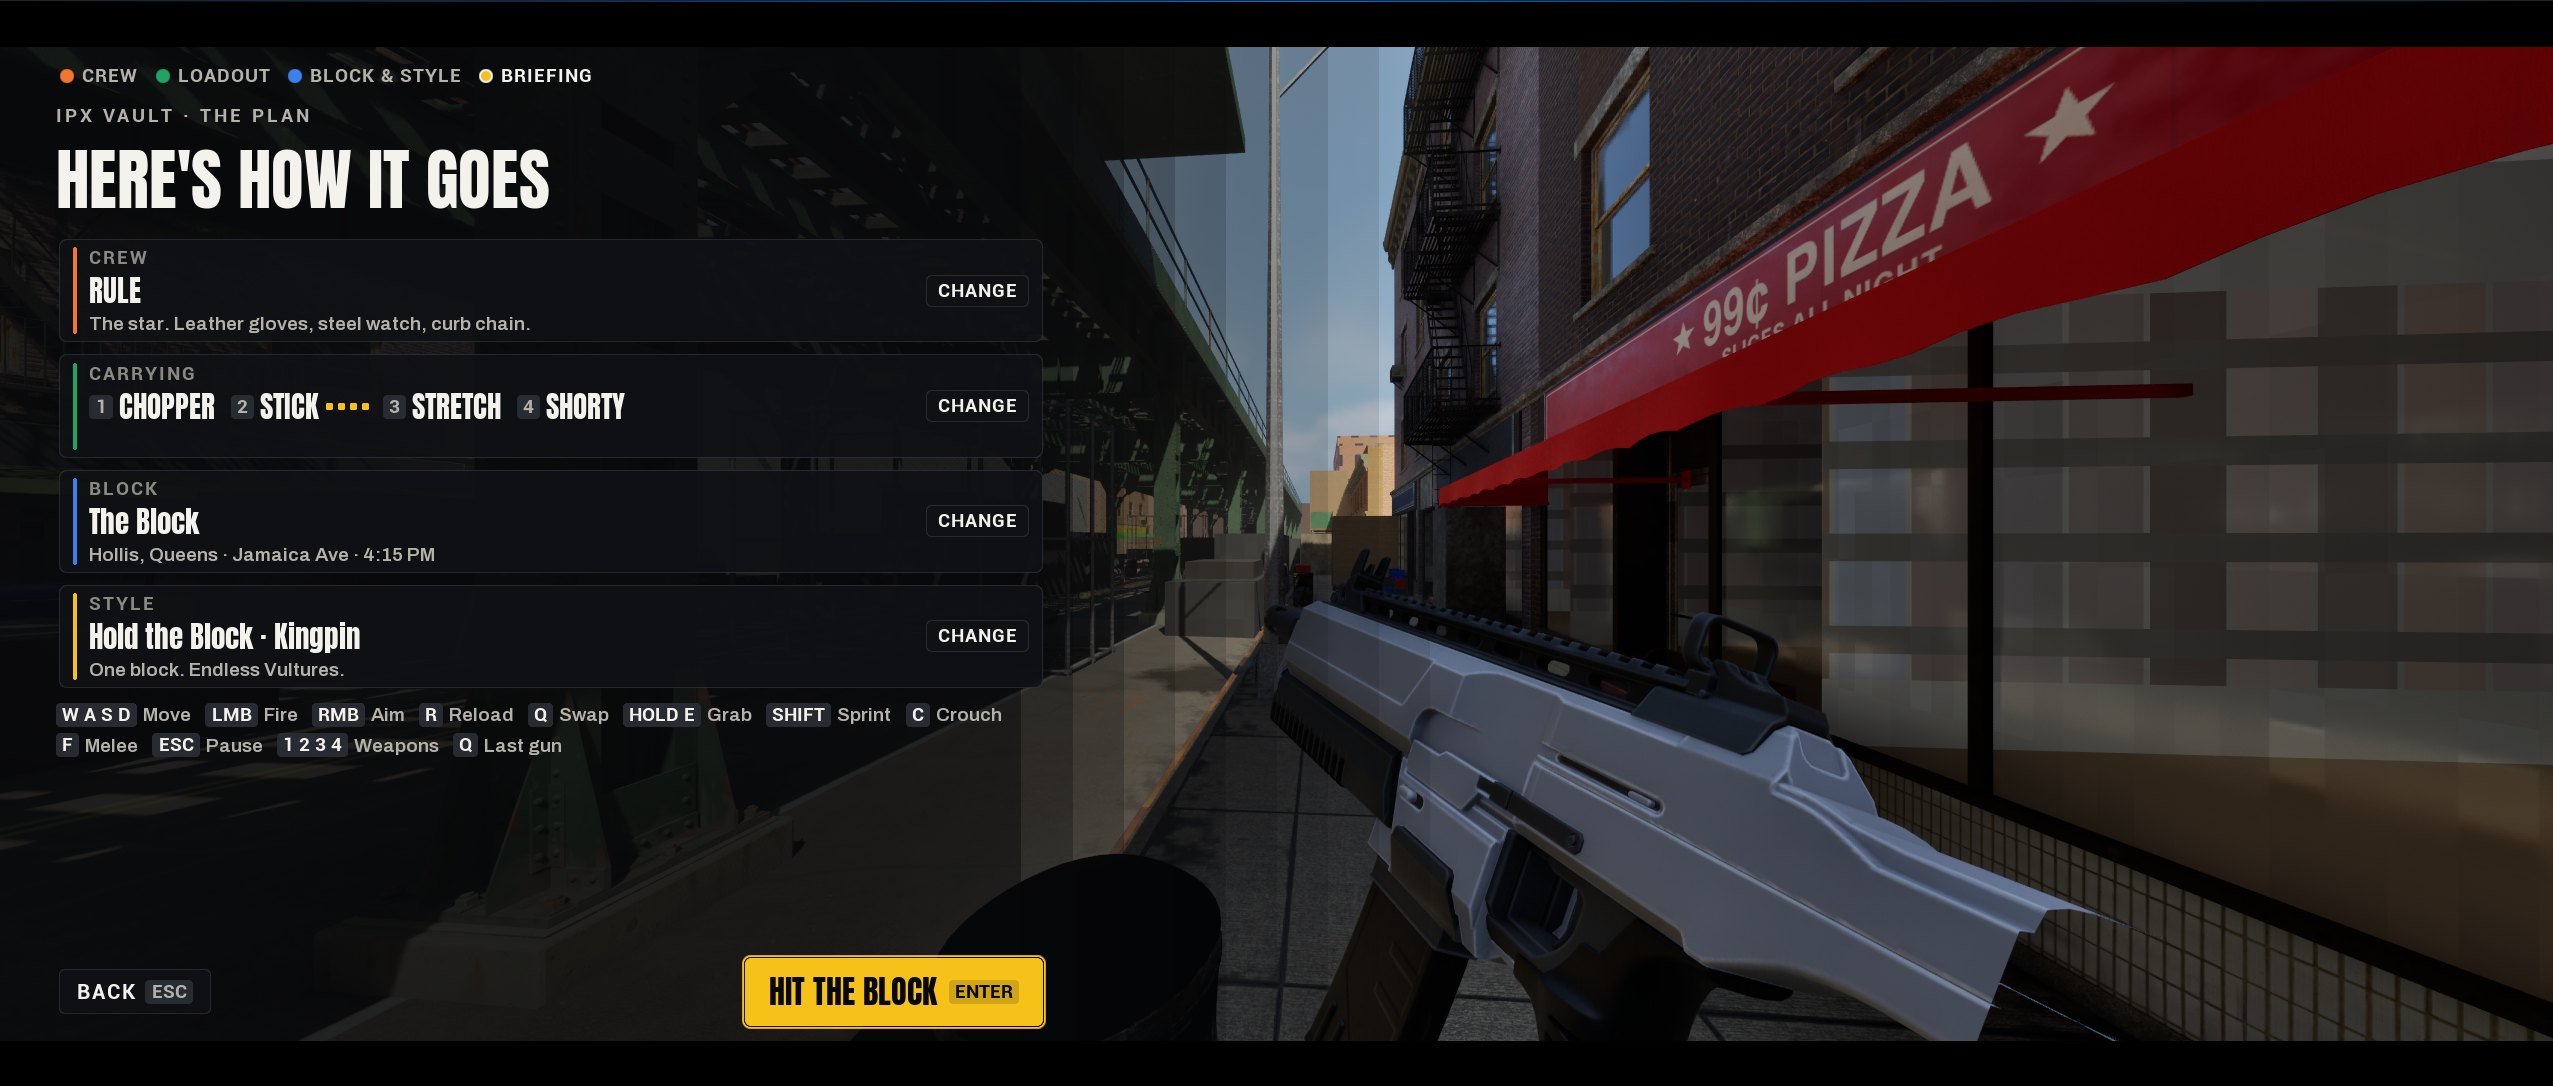 CREW LOADOUT BLOCK & STYLE BRIEFING
IPX VAULT · THE PLAN
HERE'S HOW IT GOES
CREW
RULE
The star. Leather gloves, steel watch, curb chain.
CHANGE
CARRYING
1 CHOPPER 2 STICK 3 STRETCH 4 SHORTY
CHANGE
BLOCK
The Block
Hollis, Queens · Jamaica Ave · 4:15 PM
CHANGE
STYLE
Hold the Block · Kingpin
One block. Endless Vultures.
CHANGE
W A S D Move LMB Fire RMB Aim R Reload Q Swap HOLD E Grab SHIFT Sprint C Crouch
F Melee ESC Pause 1 2 3 4 Weapons Q Last gun
BACK ESC
HIT THE BLOCK ENTER
★ 99¢ PIZZA ★
SLICES ALL NIGHT